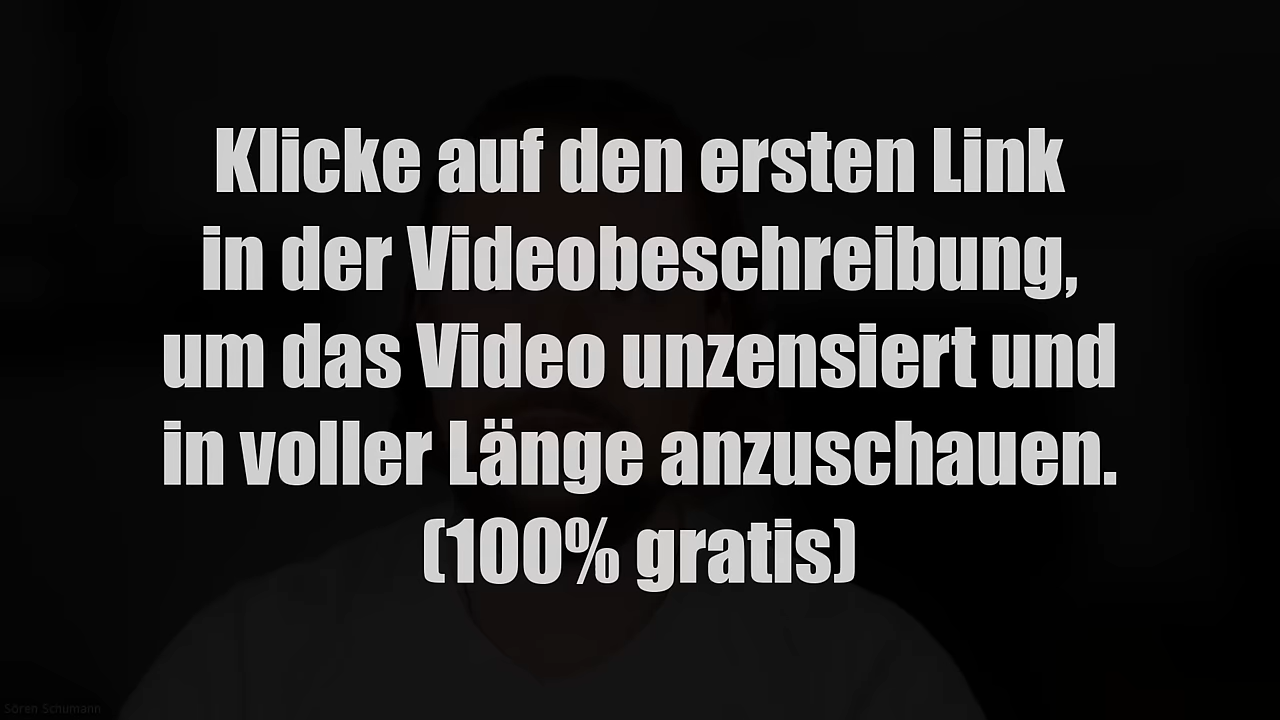 Klicke auf den ersten Link
in der Videobeschreibung,
um das Video unzensiert und
in voller Länge anzuschauen.
(100% gratis)
Sören Schumann